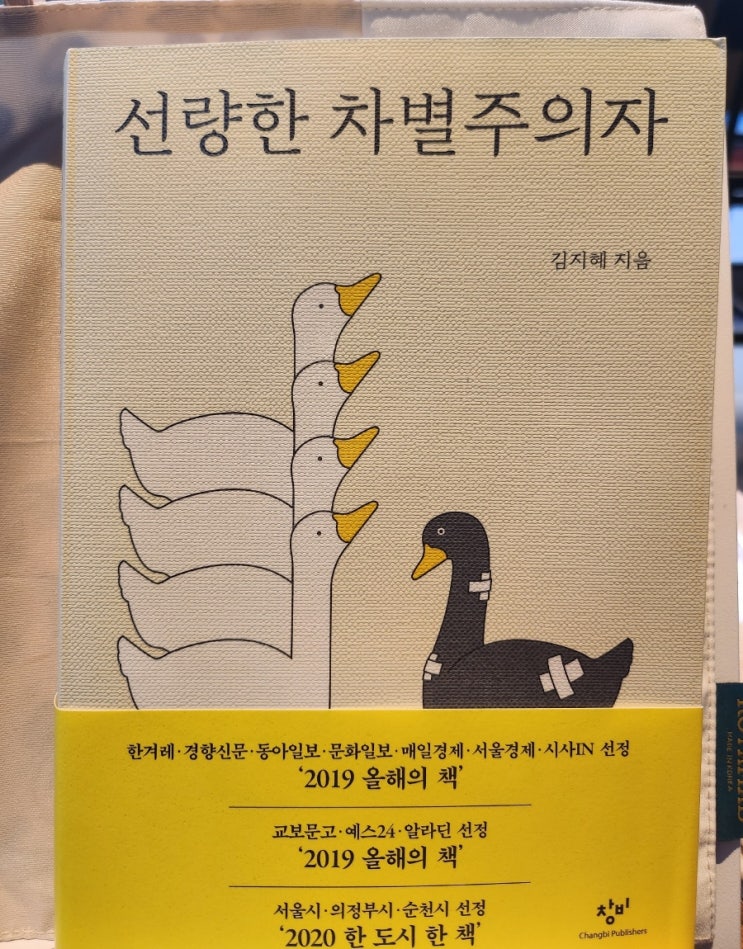 선량한 차별주의자
김지혜 지음
한겨레·경향신문·동아일보·문화일보·매일경제·서울경제·시사IN 선정
‘2019 올해의 책’
교보문고·예스24·알라딘 선정
‘2019 올해의 책’
서울시·의정부시·순천시 선정
‘2020 한 도시 한 책’
창비
Changbi Publishers
MADE IN KOREA